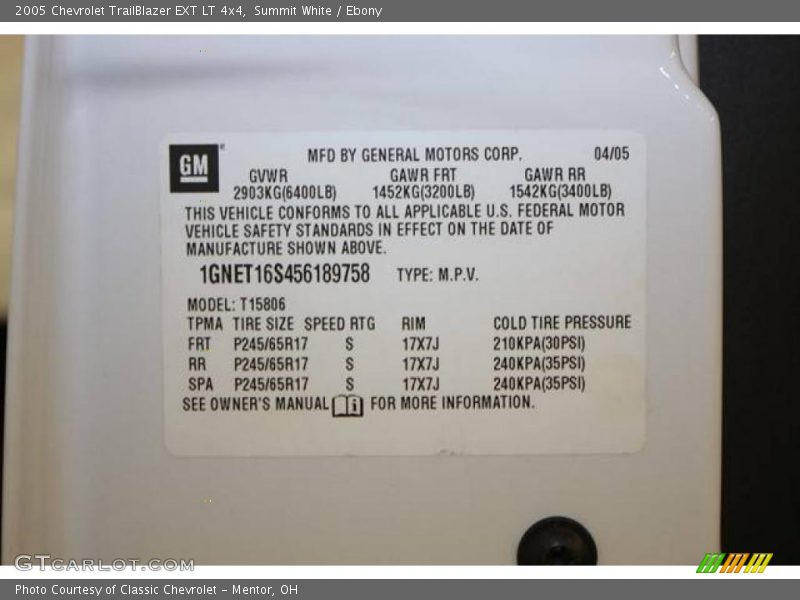 2005 Chevrolet TrailBlazer EXT LT 4x4, Summit White / Ebony
GM
MFD BY GENERAL MOTORS CORP. 04/05
GVWR GAWR FRT GAWR RR
2903KG(6400LB) 1452KG(3200LB) 1542KG(3400LB)
THIS VEHICLE CONFORMS TO ALL APPLICABLE U.S. FEDERAL MOTOR
VEHICLE SAFETY STANDARDS IN EFFECT ON THE DATE OF
MANUFACTURE SHOWN ABOVE.
1GNET16S456189758 TYPE: M.P.V.
MODEL: T15806
TPMA TIRE SIZE SPEED RTG RIM COLD TIRE PRESSURE
FRT P245/65R17 S 17X7J 210KPA(30PSI)
RR P245/65R17 S 17X7J 240KPA(35PSI)
SPA P245/65R17 S 17X7J 240KPA(35PSI)
SEE OWNER'S MANUAL i FOR MORE INFORMATION.
GTCARLOT.COM
Photo Courtesy of Classic Chevrolet - Mentor, OH